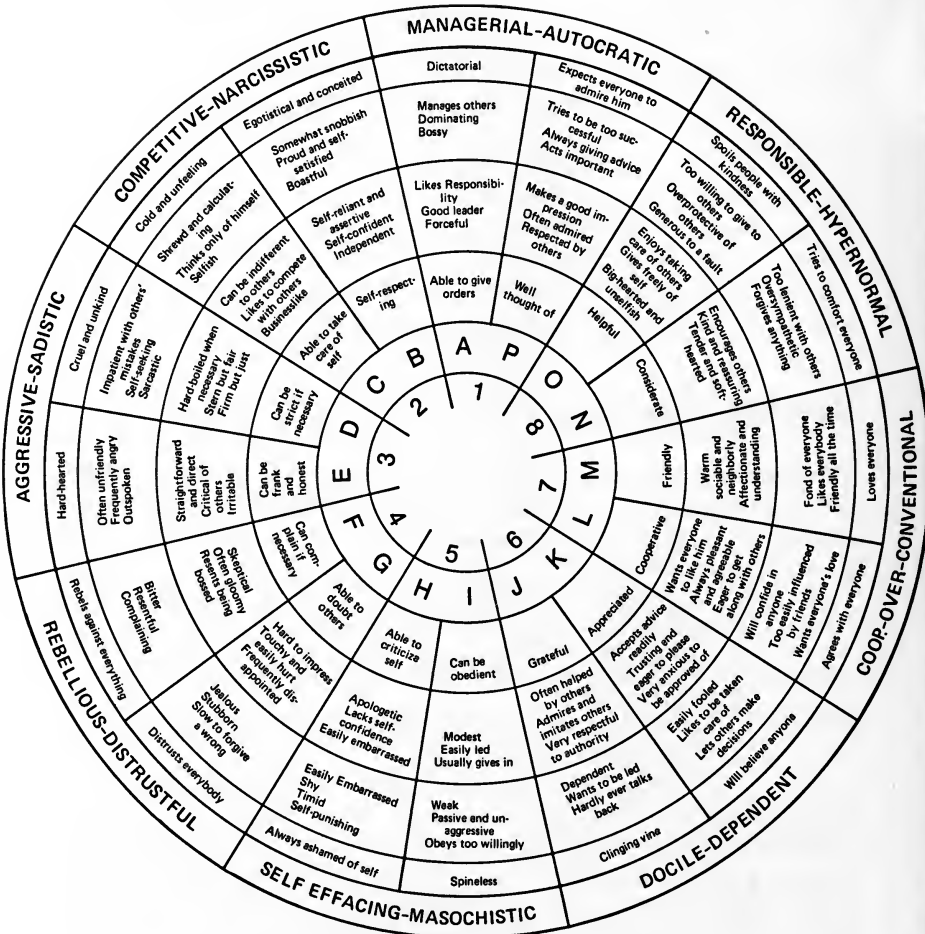 MANAGERIAL-AUTOCRATIC
Dictatorial
Expects everyone to
admire him
Manages others
Dominating
Bossy
Tries to be too suc-
cessful
Always giving advice
Acts important
Likes Responsibi-
lity
Good leader
Forceful
Makes a good im-
pression
Often admired
Respected by
others
Able to give
orders
Well
thought of
RESPONSIBLE-HYPERNORMAL
Spoils people with
kindness
Tries to comfort everyone
Too willing to give to
others
Overprotective of
others
Generous to a fault
Too lenient with others
Oversympathetic
Forgives anything
Enjoys taking
care of others
Gives freely of
self
Big-hearted and
unselfish
Encourages others
Kind and reasuring
Tender and soft-
hearted
Helpful
Considerate
COOP.-OVER-CONVENTIONAL
Loves everyone
Agrees with everyone
Fond of everyone
Likes everybody
Friendly all the time
Will confide in
anyone
Too easily influenced
by friends
Wants everyone's love
Warm
sociable and
neighborly
Affectionate and
understanding
Wants everyone
to like him
Always pleasant
and agreeable
Eager to get
along with others
Friendly
Cooperative
DOCILE-DEPENDENT
Will believe anyone
Clinging vine
Easily fooled
Likes to be taken
care of
Lets others make
decisions
Dependent
Wants to be led
Hardly ever talks
back
Accepts advice
readily
Trusting and
eager to please
Very anxious to
be approved of
Often helped
by others
Admires and
imitates others
Very respectful
to authority
Appreciated
Grateful
SELF EFFACING-MASOCHISTIC
Spineless
Always ashamed of self
Weak
Passive and un-
aggressive
Obeys too willingly
Easily Embarrassed
Shy
Timid
Self-punishing
Modest
Easily led
Usually gives in
Apologetic
Lacks self-
confidence
Easily embarrassed
Can be
obedient
Able to
criticize
self
REBELLIOUS-DISTRUSTFUL
Distrusts everybody
Rebels against everything
Jealous
Stubborn
Slow to forgive
a wrong
Bitter
Resentful
Complaining
Hard to impress
Touchy and
easily hurt
Frequently dis-
appointed
Skeptical
Often gloomy
Resents being
bossed
Able to
doubt
others
Can com-
plain if
necessary
AGGRESSIVE-SADISTIC
Hard-hearted
Cruel and unkind
Often unfriendly
Frequently angry
Outspoken
Impatient with others'
mistakes
Self-seeking
Sarcastic
Straightforward
and direct
Critical of
others
Irritable
Hard-boiled when
necessary
Stern but fair
Firm but just
Can be
frank
and
honest
Can be
strict if
necessary
COMPETITIVE-NARCISSISTIC
Cold and unfeeling
Egotistical and conceited
Shrewd and calculat-
ing
Thinks only of himself
Selfish
Somewhat snobbish
Proud and self-
satisfied
Boastful
Can be indifferent
to others
Likes to compete
with others
Businesslike
Self-reliant and
assertive
Self-confident
Independent
Able to take
care of
self
Self-respect-
ing
A P O N M L K J I H G F E D C B
1 8 7 6 5 4 3 2